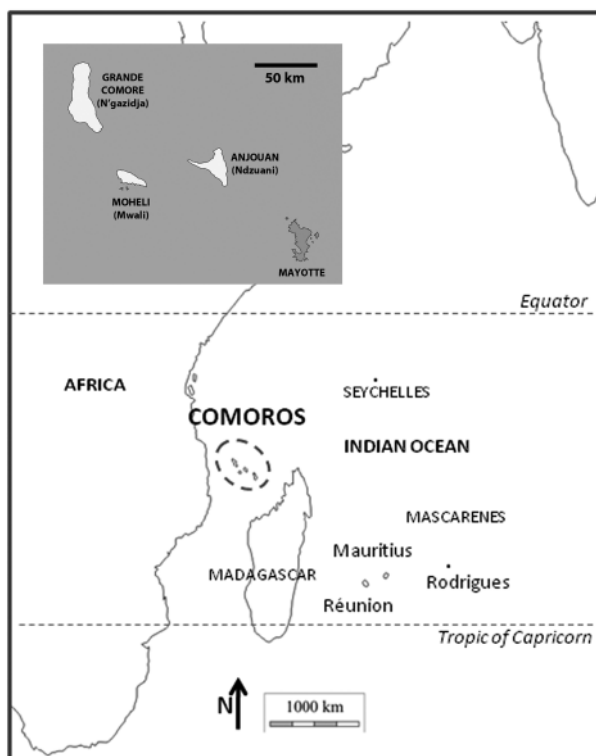 GRANDE
COMORE
(N'gazidja)
50 km
ANJOUAN
(Ndzuani)
MOHELI
(Mwali)
MAYOTTE
Equator
AFRICA
SEYCHELLES
COMOROS
INDIAN OCEAN
MASCARENES
Mauritius
MADAGASCAR
Rodrigues
Réunion
Tropic of Capricorn
N
1000 km